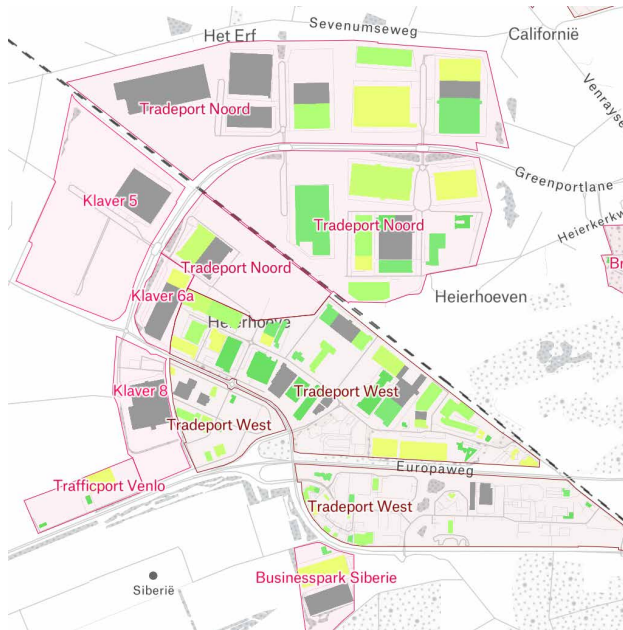 Sevenumseweg
Het Erf
Californië
Venrayse
Tradeport Noord
Greenportlane
Klaver 5
Tradeport Noord
Heierkerkw
Tradeport Noord
Br
Klaver 6a
Heierhoeven
Heierhoeve
Klaver 8
Tradeport West
Tradeport West
Europaweg
Trafficport Venlo
Tradeport West
Businesspark Siberie
Siberië